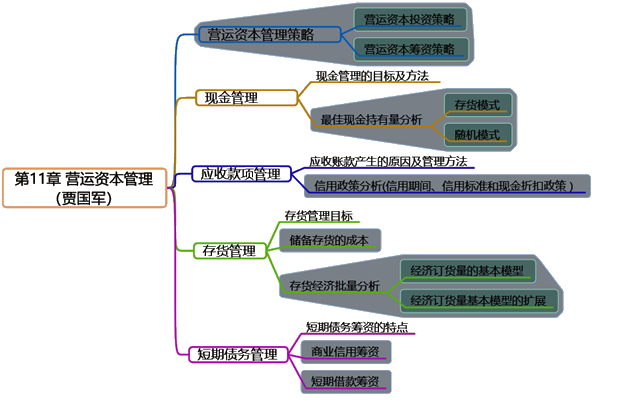 第11章 营运资本管理
（贾国军）
营运资本管理策略
营运资本投资策略
营运资本筹资策略
现金管理
现金管理的目标及方法
最佳现金持有量分析
存货模式
随机模式
应收款项管理
应收账款产生的原因及管理方法
信用政策分析(信用期间、信用标准和现金折扣政策 )
存货管理
存货管理目标
储备存货的成本
存货经济批量分析
经济订货量的基本模型
经济订货量基本模型的扩展
短期债务管理
短期债务筹资的特点
商业信用筹资
短期借款筹资